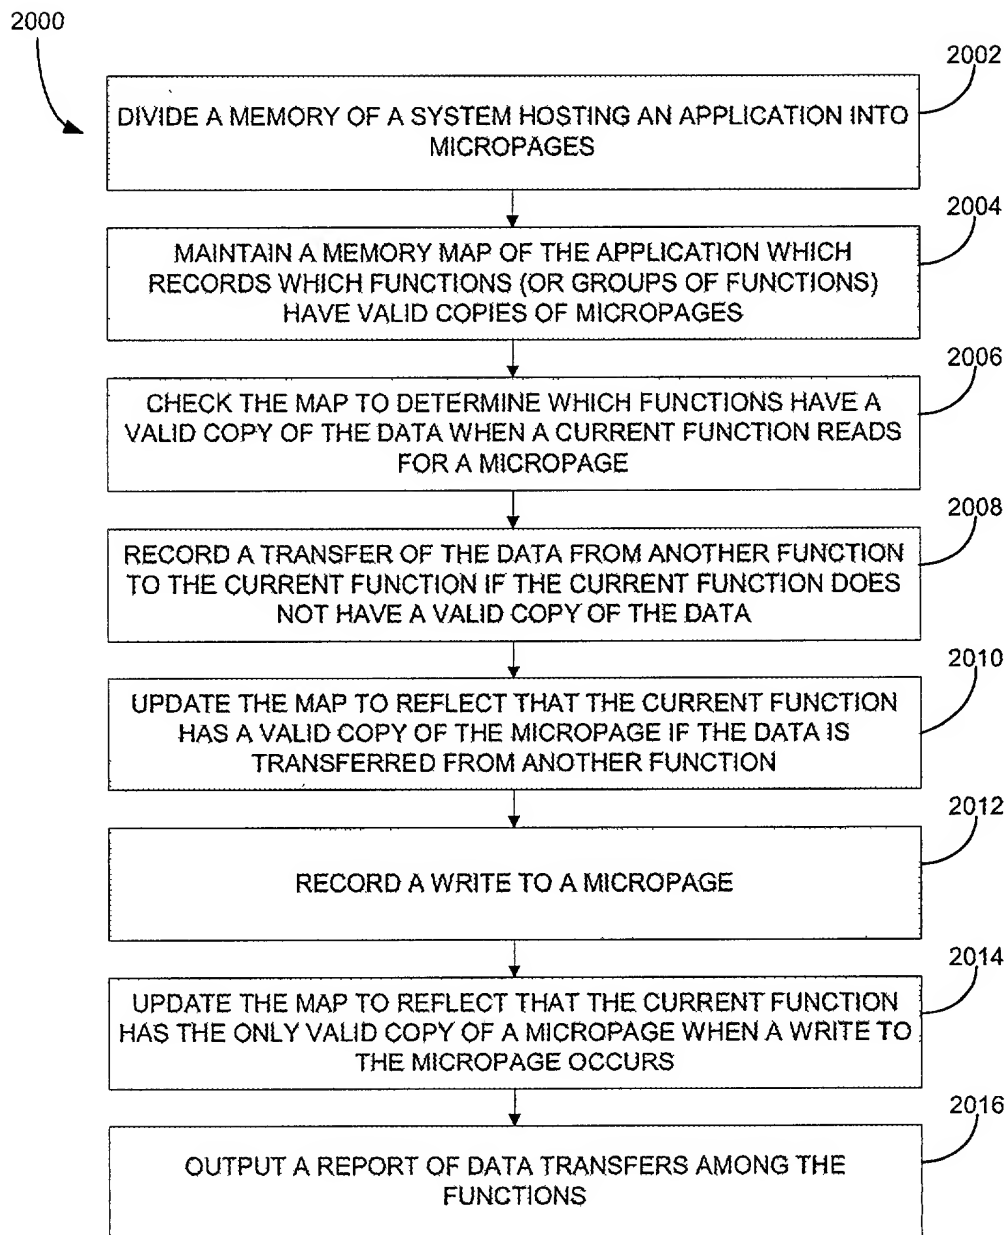 2000
2002
DIVIDE A MEMORY OF A SYSTEM HOSTING AN APPLICATION INTO
MICROPAGES
2004
MAINTAIN A MEMORY MAP OF THE APPLICATION WHICH
RECORDS WHICH FUNCTIONS (OR GROUPS OF FUNCTIONS)
HAVE VALID COPIES OF MICROPAGES
2006
CHECK THE MAP TO DETERMINE WHICH FUNCTIONS HAVE A
VALID COPY OF THE DATA WHEN A CURRENT FUNCTION READS
FOR A MICROPAGE
2008
RECORD A TRANSFER OF THE DATA FROM ANOTHER FUNCTION
TO THE CURRENT FUNCTION IF THE CURRENT FUNCTION DOES
NOT HAVE A VALID COPY OF THE DATA
2010
UPDATE THE MAP TO REFLECT THAT THE CURRENT FUNCTION
HAS A VALID COPY OF THE MICROPAGE IF THE DATA IS
TRANSFERRED FROM ANOTHER FUNCTION
2012
RECORD A WRITE TO A MICROPAGE
2014
UPDATE THE MAP TO REFLECT THAT THE CURRENT FUNCTION
HAS THE ONLY VALID COPY OF A MICROPAGE WHEN A WRITE TO
THE MICROPAGE OCCURS
2016
OUTPUT A REPORT OF DATA TRANSFERS AMONG THE
FUNCTIONS